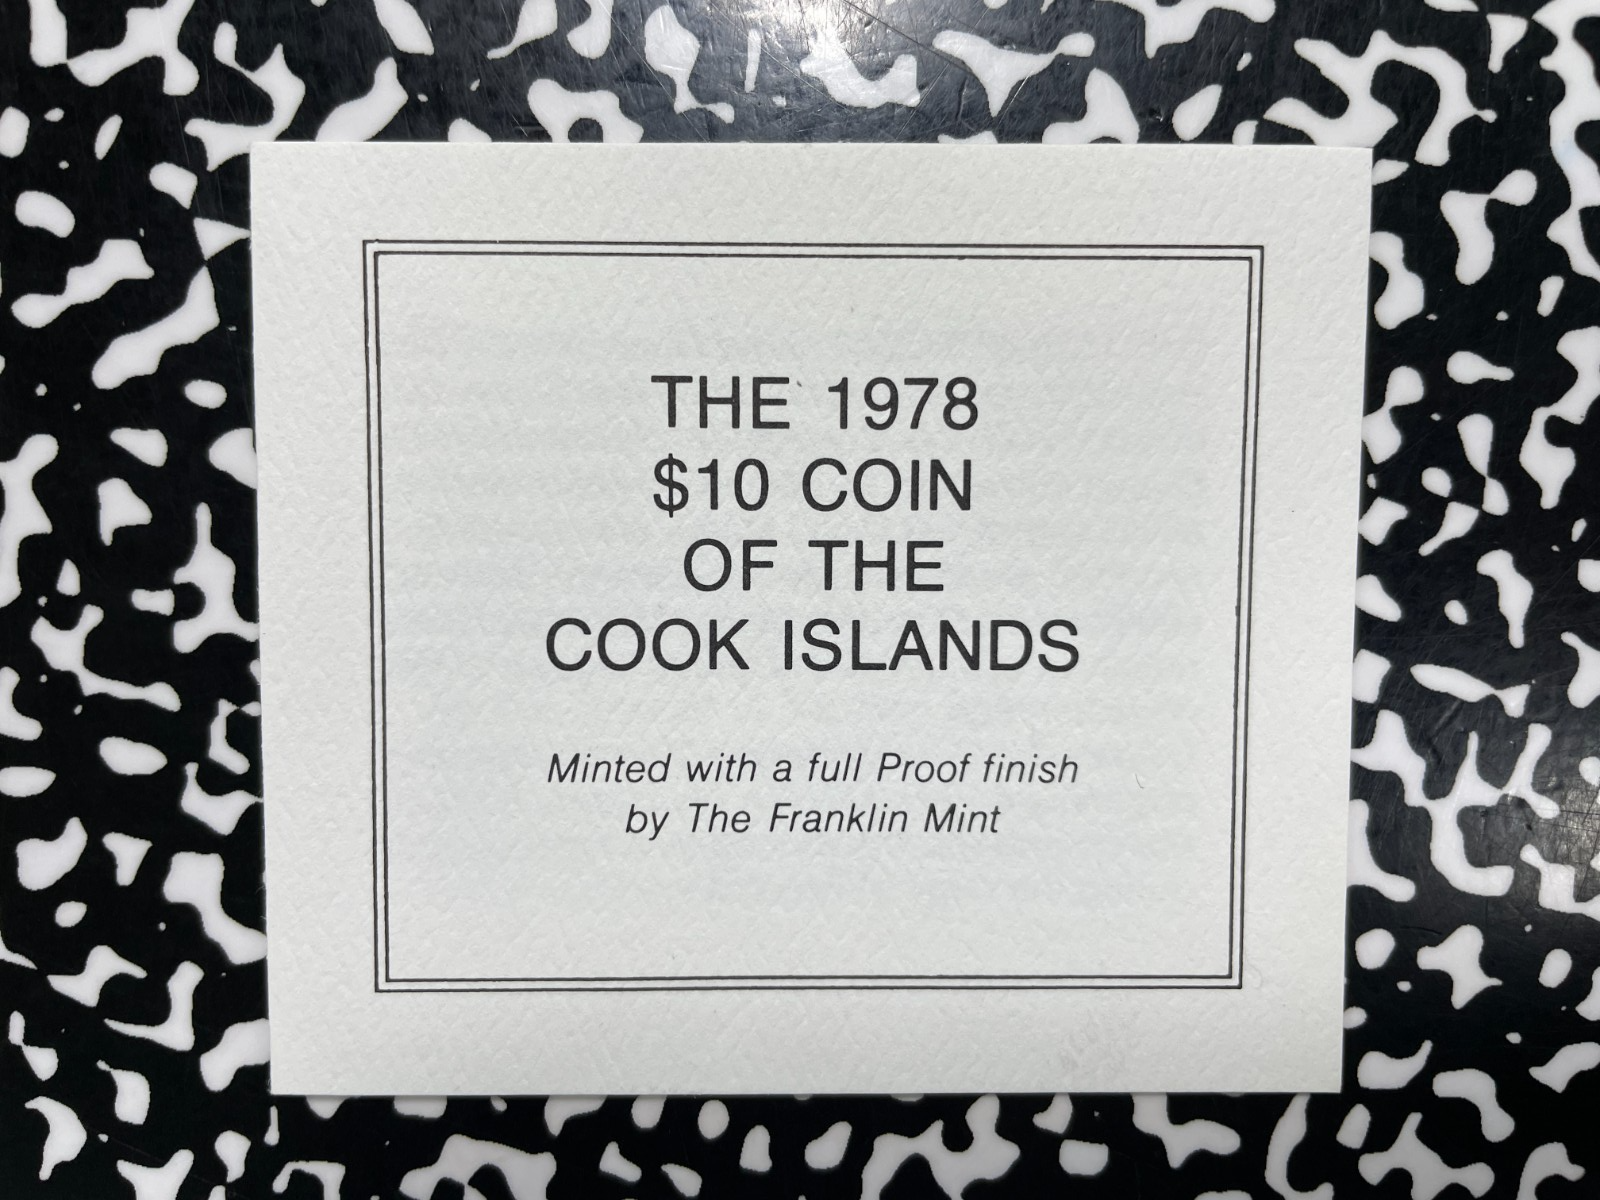 THE 1978
$10 COIN
OF THE
COOK ISLANDS
Minted with a full Proof finish
by The Franklin Mint